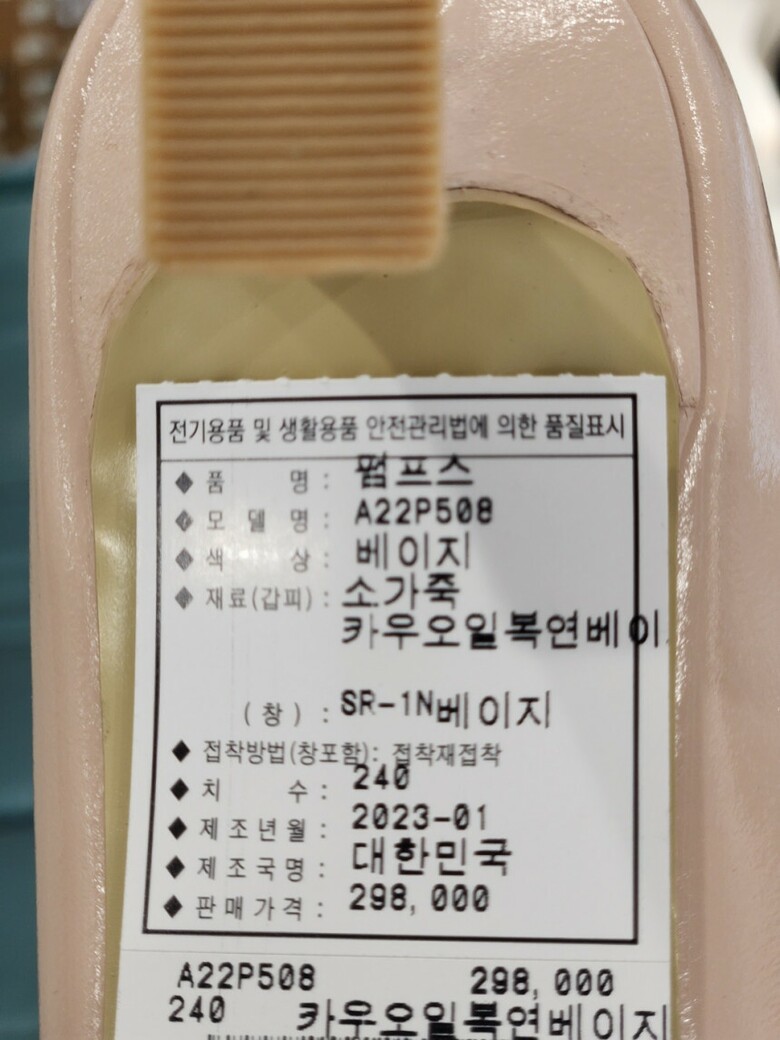 전기용품 및 생활용품 안전관리법에 의한 품질표시
◆ 품 명 : 펌프스
◆ 모 델 명 : A22P508
◆ 색 상 : 베이지
◆ 재료(갑피) : 소가죽
카우오일복연베이
(창) : SR-1N베이지
◆ 접착방법(창포함) : 접착재접착
◆ 치 수 : 240
◆ 제 조 년 월 : 2023-01
◆ 제 조 국 명 : 대한민국
◆ 판 매 가 격 : 298,000
A22P508 298,000
240 카우오일복연베이지